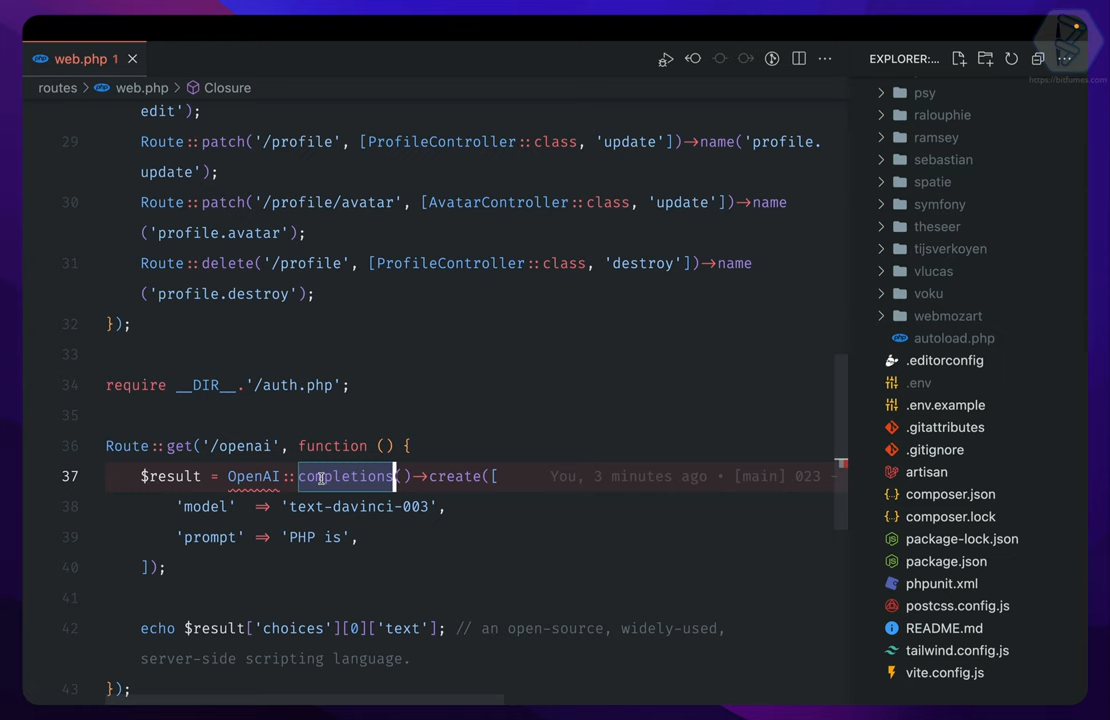 web.php 1
EXPLORER:...
https://bitfumes.com
routes > web.php > Closure
edit');
29 Route::patch('/profile', [ProfileController::class, 'update'])->name('profile.
update');
30 Route::patch('/profile/avatar', [AvatarController::class, 'update'])->name
('profile.avatar');
31 Route::delete('/profile', [ProfileController::class, 'destroy'])->name
('profile.destroy');
32 });
33
34 require __DIR__.'/auth.php';
35
36 Route::get('/openai', function () {
37 $result = OpenAI::completions()->create([ You, 3 minutes ago • [main] 023 -
38 'model' => 'text-davinci-003',
39 'prompt' => 'PHP is',
40 ]);
41
42 echo $result['choices'][0]['text']; // an open-source, widely-used,
server-side scripting language.
43 });
psy
ralouphie
ramsey
sebastian
spatie
symfony
theseer
tijsverkoyen
vlucas
voku
webmozart
autoload.php
.editorconfig
.env
.env.example
.gitattributes
.gitignore
artisan
composer.json
composer.lock
package-lock.json
package.json
phpunit.xml
postcss.config.js
README.md
tailwind.config.js
vite.config.js